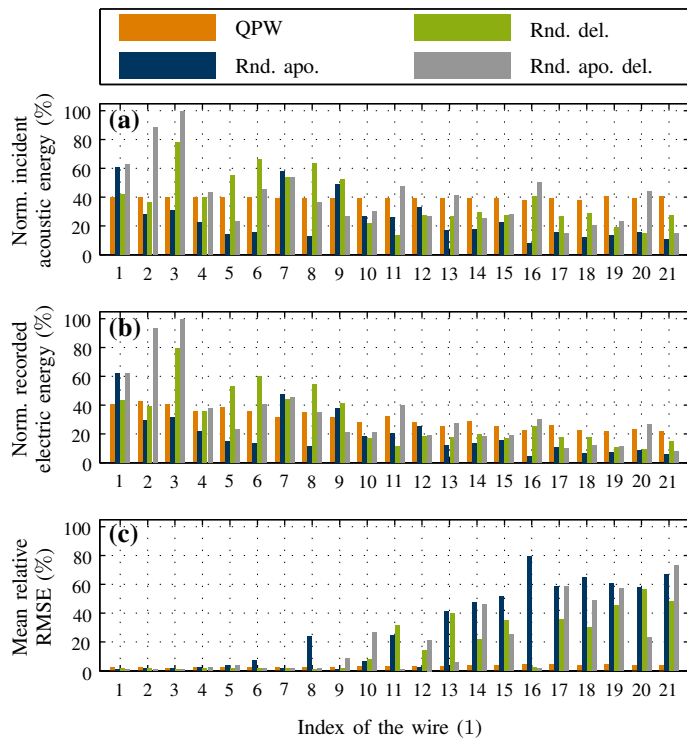 QPW
Rnd. del.
Rnd. apo.
Rnd. apo. del.
Norm. incident
acoustic energy (%)
(a)
100
80
60
40
20
0
1 2 3 4 5 6 7 8 9 10 11 12 13 14 15 16 17 18 19 20 21
Norm. recorded
electric energy (%)
(b)
100
80
60
40
20
0
1 2 3 4 5 6 7 8 9 10 11 12 13 14 15 16 17 18 19 20 21
Mean relative
RMSE (%)
(c)
100
80
60
40
20
0
1 2 3 4 5 6 7 8 9 10 11 12 13 14 15 16 17 18 19 20 21
Index of the wire (1)